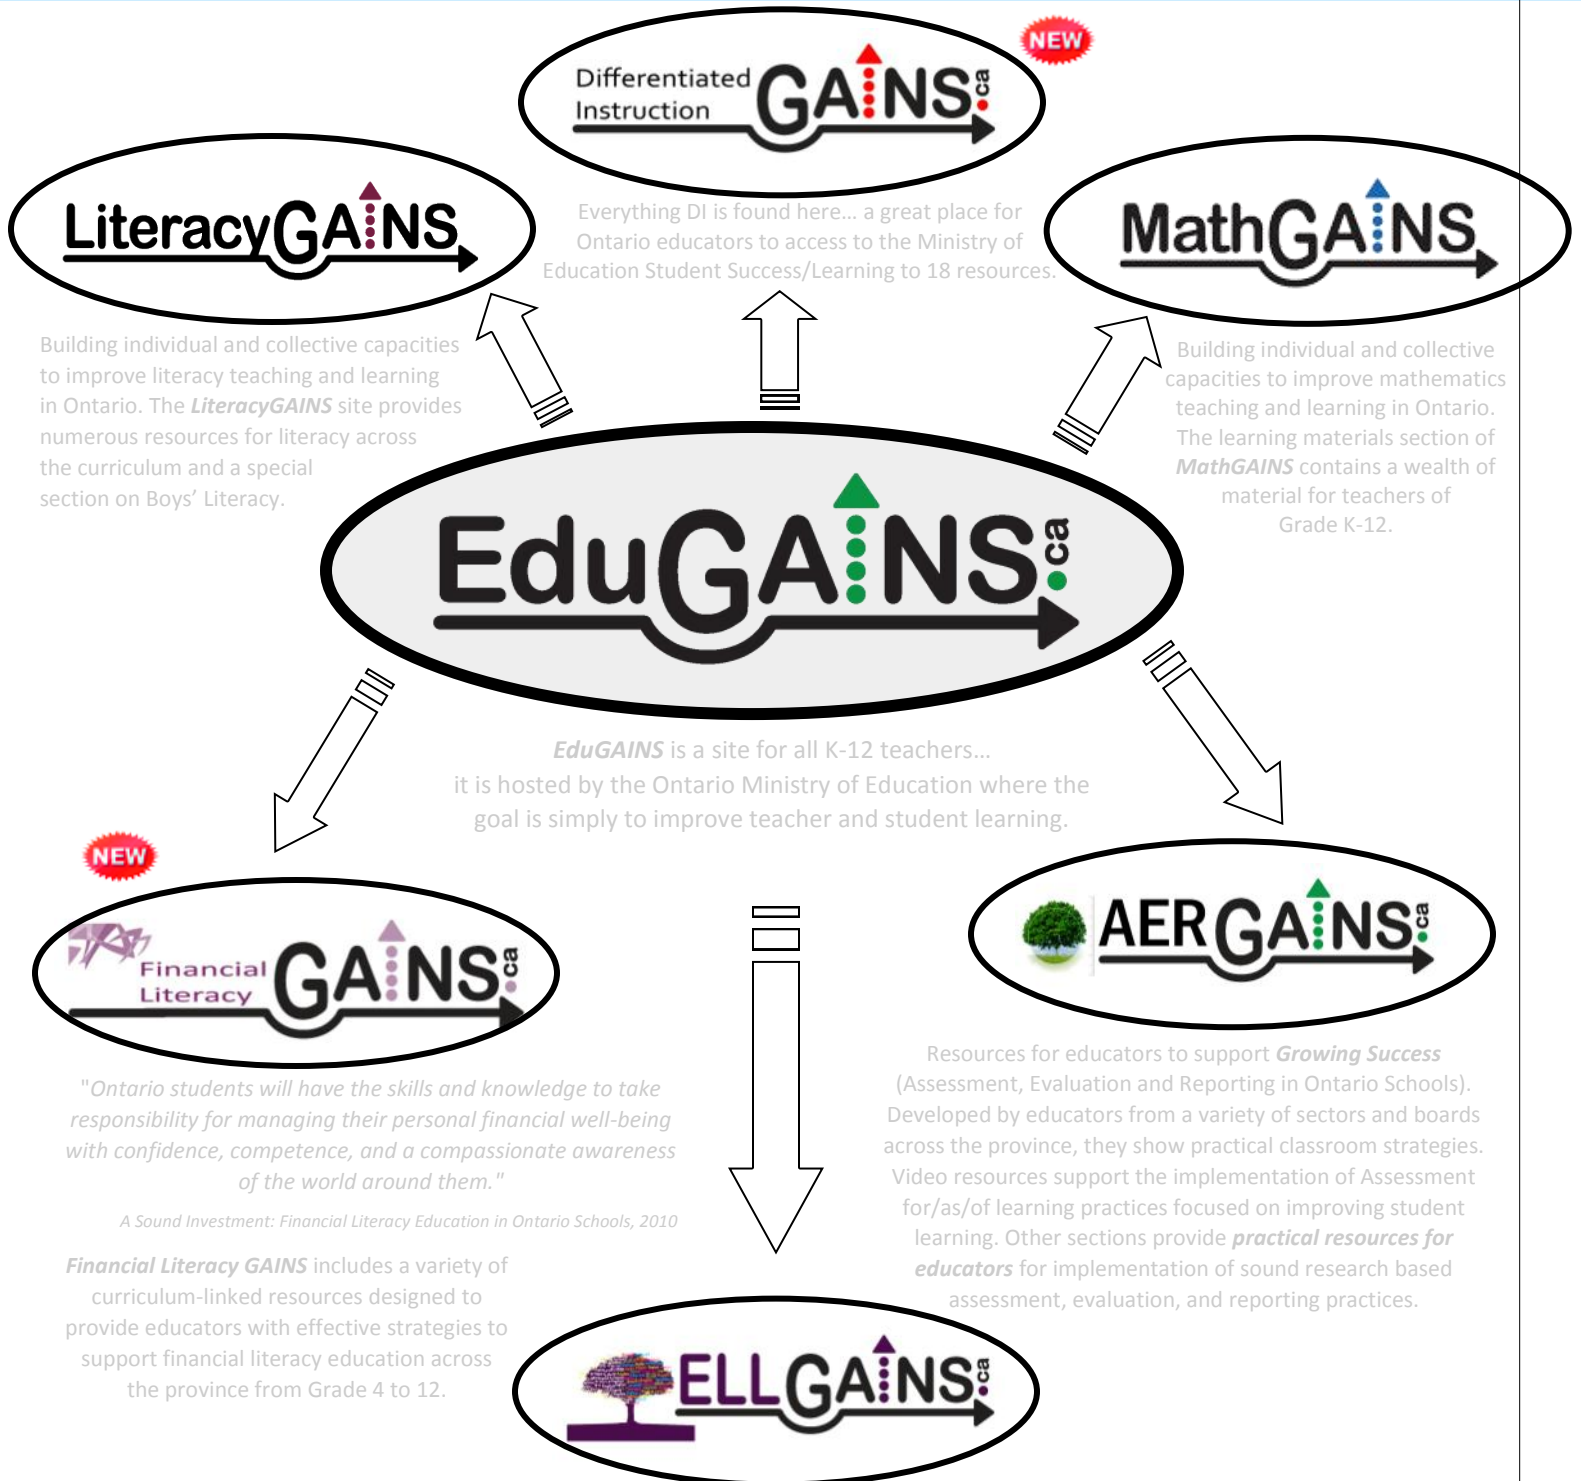 NEW
Differentiated
Instruction
GAINS.ca
LiteracyGAINS
MathGAINS
Everything DI is found here… a great place for
Ontario educators to access to the Ministry of
Education Student Success/Learning to 18 resources.
Building individual and collective capacities
to improve literacy teaching and learning
in Ontario. The LiteracyGAINS site provides
numerous resources for literacy across
the curriculum and a special
section on Boys’ Literacy.
Building individual and collective
capacities to improve mathematics
teaching and learning in Ontario.
The learning materials section of
MathGAINS contains a wealth of
material for teachers of
Grade K-12.
EduGAINS.ca
EduGAINS is a site for all K-12 teachers…
it is hosted by the Ontario Ministry of Education where the
goal is simply to improve teacher and student learning.
NEW
Financial
Literacy
GAINS.ca
AERGAINS.ca
"Ontario students will have the skills and knowledge to take
responsibility for managing their personal financial well-being
with confidence, competence, and a compassionate awareness
of the world around them."
A Sound Investment: Financial Literacy Education in Ontario Schools, 2010
Financial Literacy GAINS includes a variety of
curriculum-linked resources designed to
provide educators with effective strategies to
support financial literacy education across
the province from Grade 4 to 12.
Resources for educators to support Growing Success
(Assessment, Evaluation and Reporting in Ontario Schools).
Developed by educators from a variety of sectors and boards
across the province, they show practical classroom strategies.
Video resources support the implementation of Assessment
for/as/of learning practices focused on improving student
learning. Other sections provide practical resources for
educators for implementation of sound research based
assessment, evaluation, and reporting practices.
ELLGAINS.ca